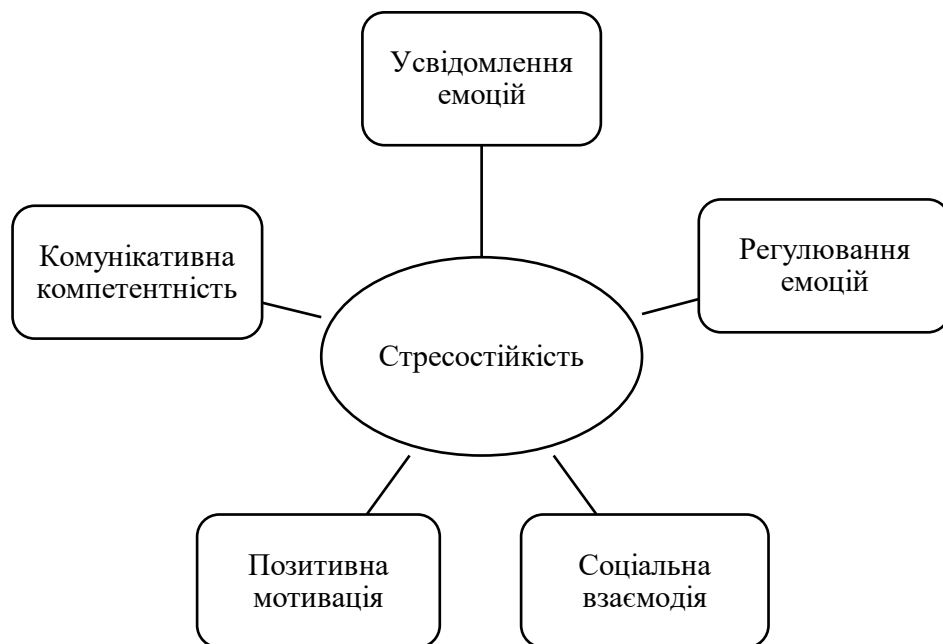 Усвідомлення
емоцій
Комунікативна
компетентність
Регулювання
емоцій
Стресостійкість
Позитивна
мотивація
Соціальна
взаємодія